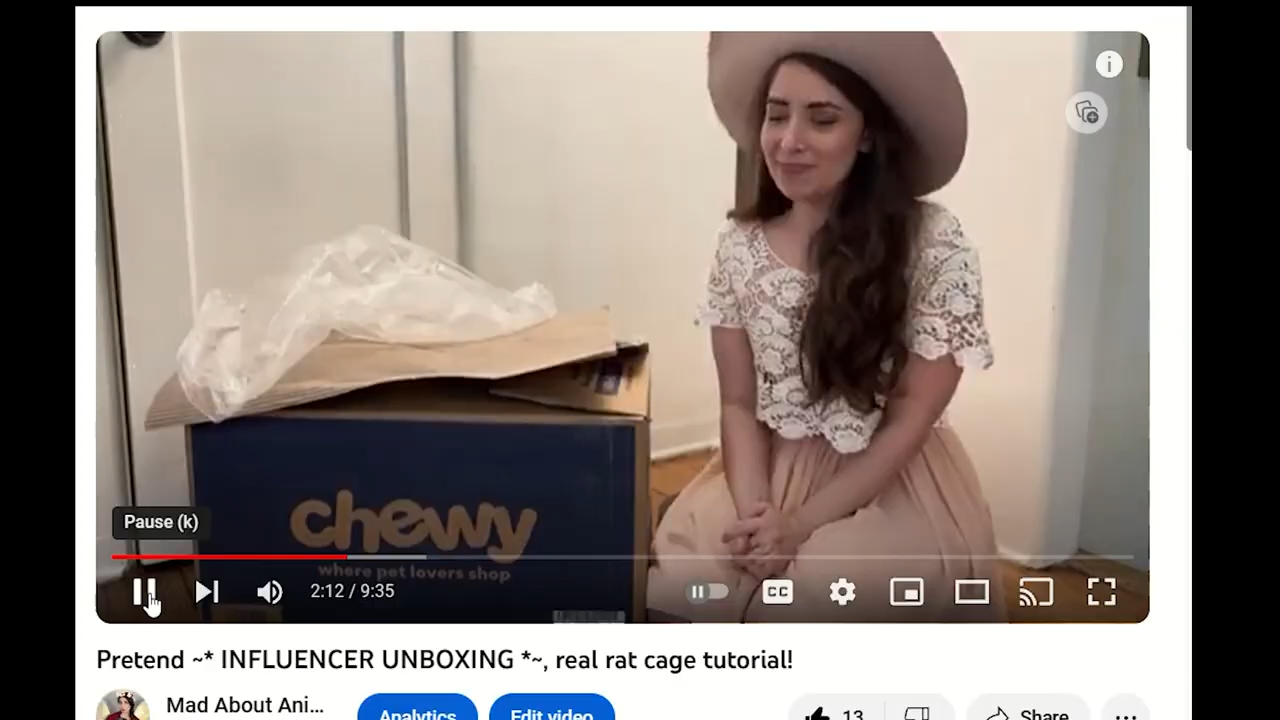 chewy
where pet lovers shop
Pause (k)
2:12 / 9:35
CC
Pretend ~* INFLUENCER UNBOXING *~, real rat cage tutorial!
Mad About Ani...
Analytics
Edit video
13
Share